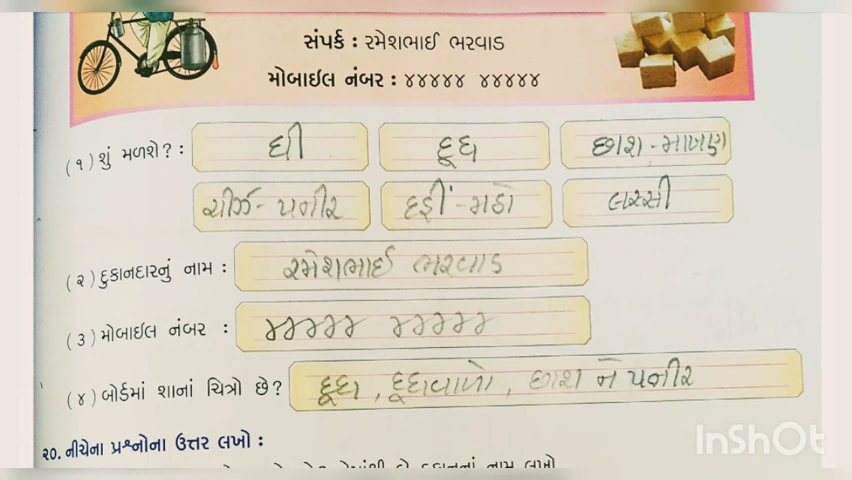 સંપર્ક : રમેશભાઈ ભરવાડ
મોબાઈલ નંબર : ૪૪૪૪૪ ૪૪૪૪૪
(૧) શું મળશે? : ઘી દૂધ છાશ-માખણ
ચીઝ-પનીર દહીં-મઠો લસ્સી
(૨) દુકાનદારનું નામ : રમેશભાઈ ભરવાડ
(૩) મોબાઈલ નંબર : ૪૪૪૪૪ ૪૪૪૪૪
(૪) બોર્ડમાં શાનાં ચિત્રો છે? દૂધ, દૂધવાળો, છાશ ને પનીર
૨૦. નીચેના પ્રશ્નોના ઉત્તર લખો :
InShOt